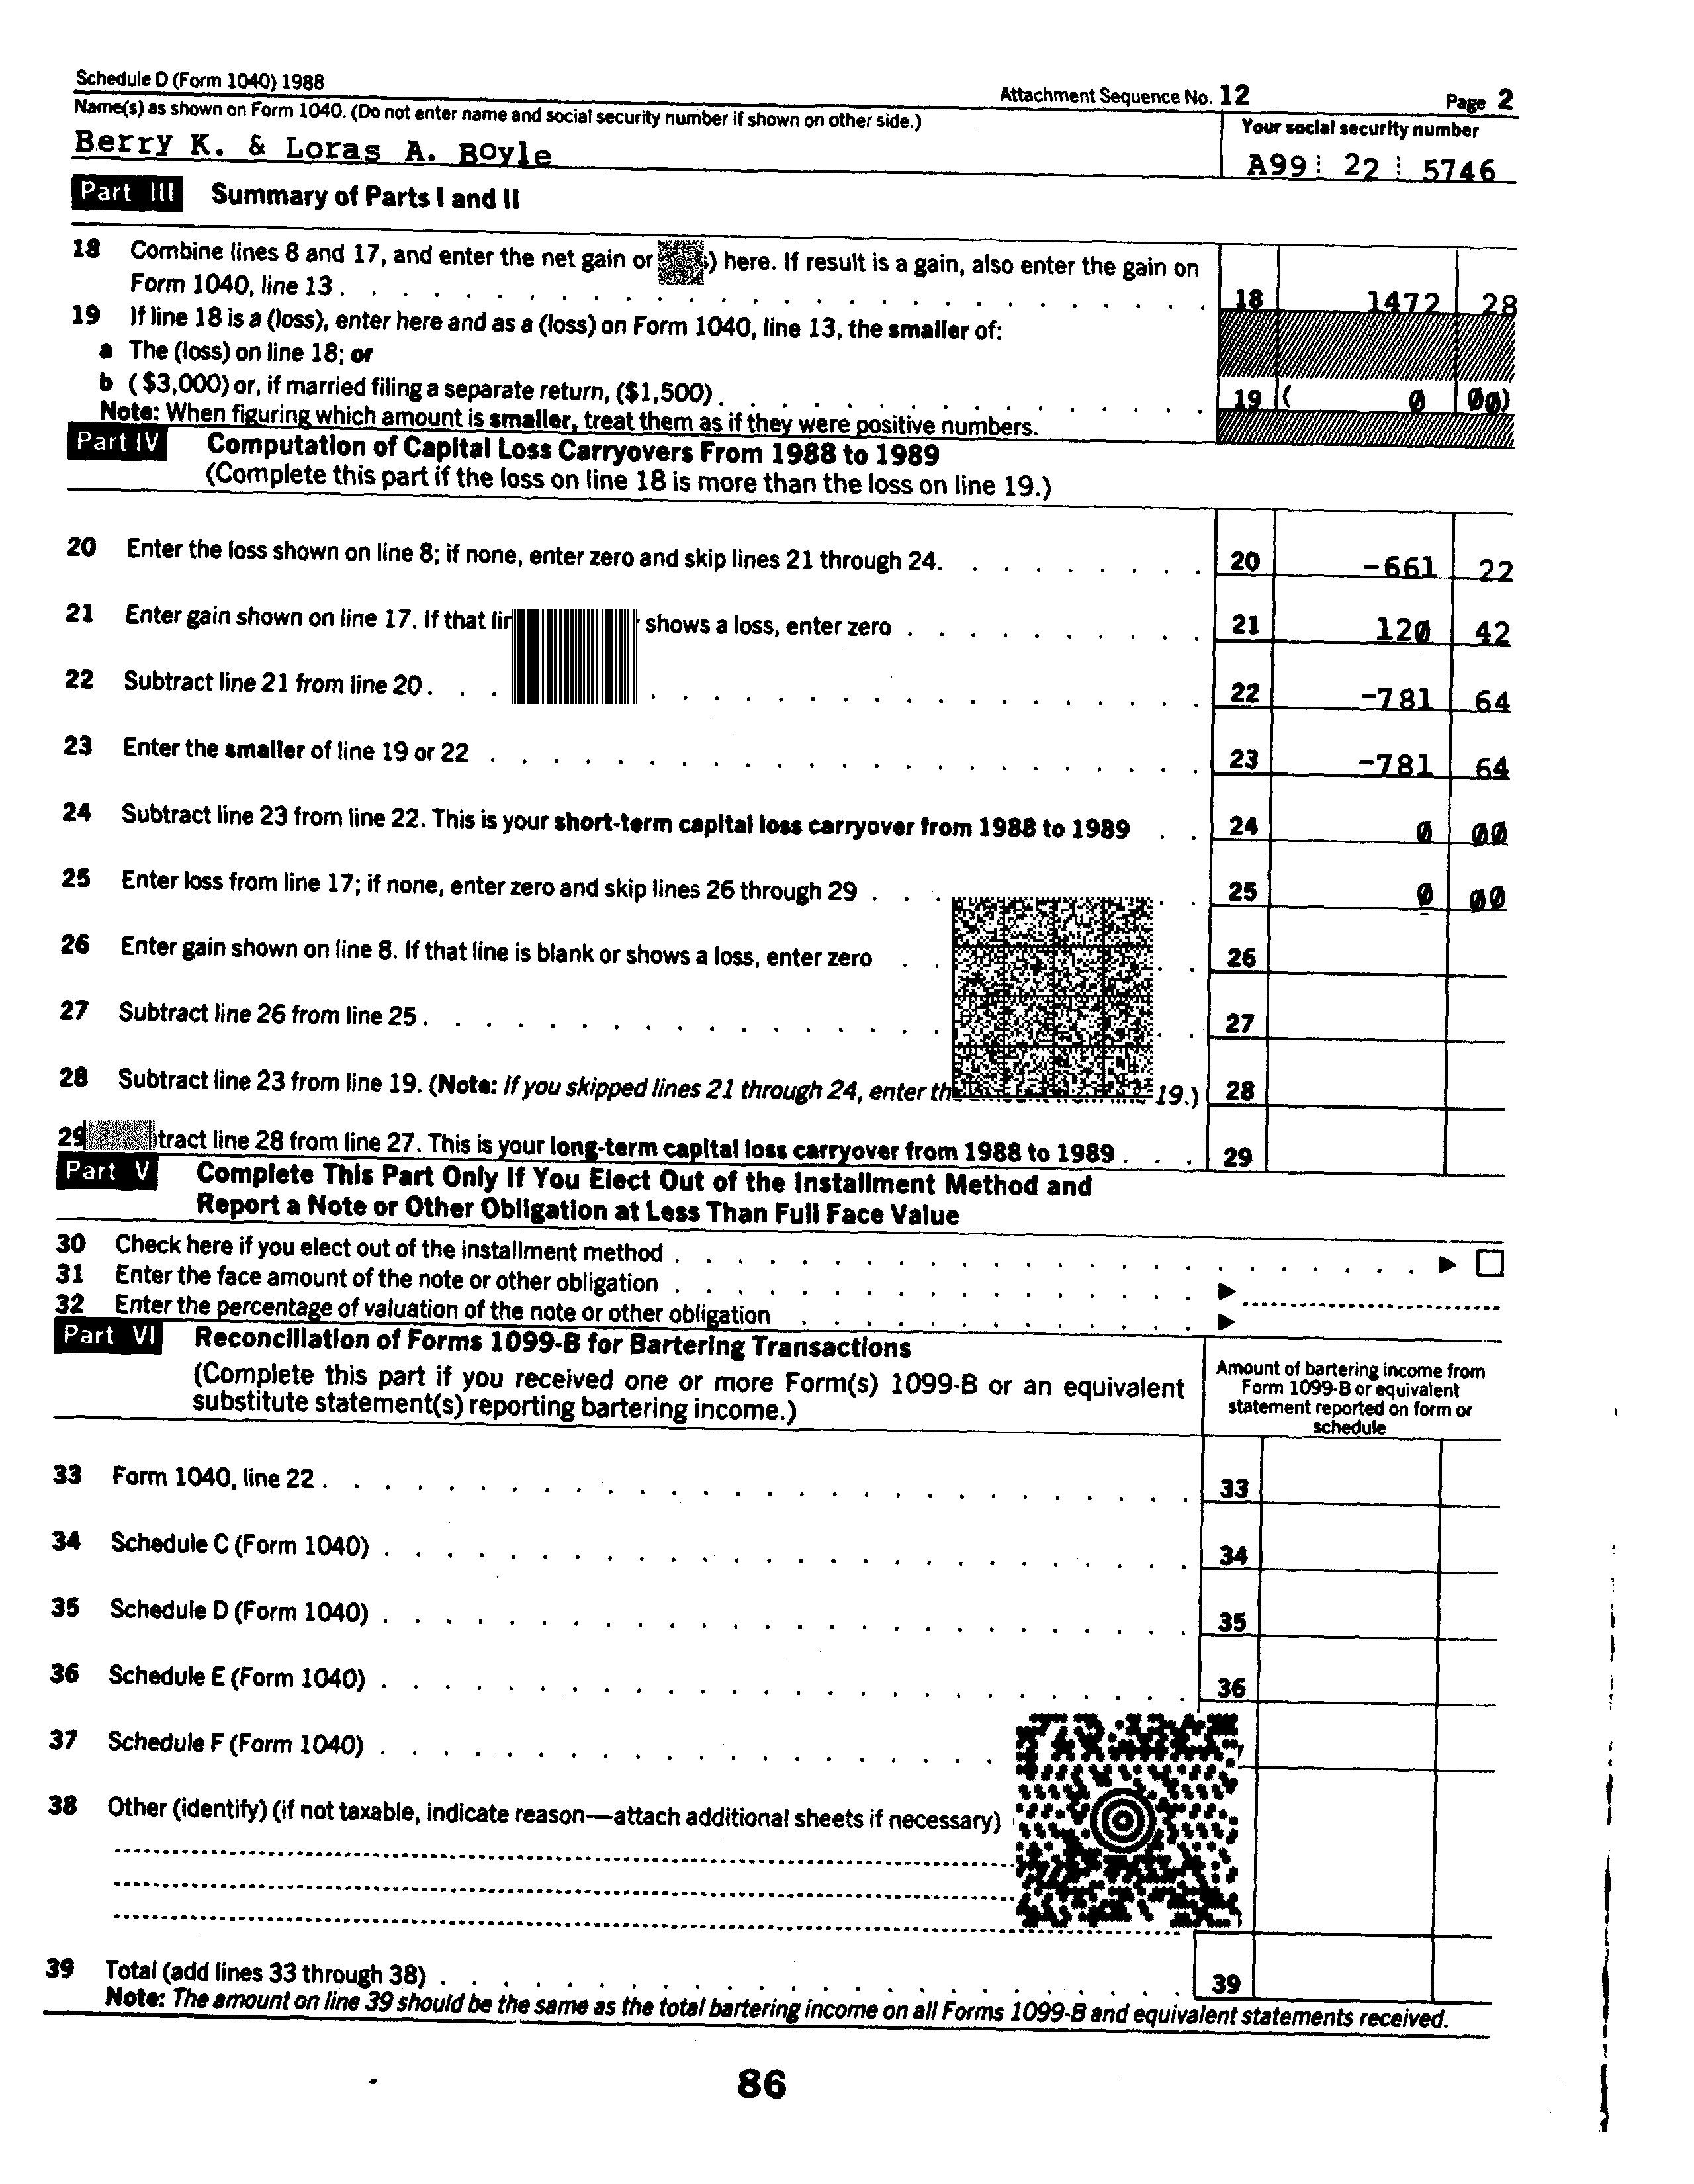 Schedule D (Form 1040) 1988 Attachment Sequence No. 12 Page 2
Name(s) as shown on Form 1040. (Do not enter name and social security number if shown on other side.) Your social security number
Berry K. & Loras A. BOyle A99 22 5746
Part III Summary of Parts I and II
18 Combine lines 8 and 17, and enter the net gain or ) here. If result is a gain, also enter the gain on
Form 1040, line 13 . . . . . . . . . . . . . . . . . . . . . . . . . . . . 18 1472 28
19 If line 18 is a (loss), enter here and as a (loss) on Form 1040, line 13, the smaller of:
a The (loss) on line 18; or
b ($3,000) or, if married filing a separate return, ($1,500) . . . . . . . . . . . . . . . . 19 ( 0 00)
Note: When figuring which amount is smaller, treat them as if they were positive numbers.
Part IV Computation of Capital Loss Carryovers From 1988 to 1989
(Complete this part if the loss on line 18 is more than the loss on line 19.)
20 Enter the loss shown on line 8; if none, enter zero and skip lines 21 through 24. . . . . . . . . . 20 -661 22
21 Enter gain shown on line 17. If that shows a loss, enter zero . . . . . . . . . . 21 120 42
22 Subtract line 21 from line 20 . . . . . . . . . . . . . . . . . . . . . 22 -781 64
23 Enter the smaller of line 19 or 22 . . . . . . . . . . . . . . . . . . . . . . . 23 -781 64
24 Subtract line 23 from line 22. This is your short-term capital loss carryover from 1988 to 1989 . . 24 0 00
25 Enter loss from line 17; if none, enter zero and skip lines 26 through 29 . . . . . 25 0 00
26 Enter gain shown on line 8. If that line is blank or shows a loss, enter zero . . . . 26
27 Subtract line 26 from line 25 . . . . . . . . . . . . . . . . . . . 27
28 Subtract line 23 from line 19. (Note: If you skipped lines 21 through 24, enter 19.) 28
29 line 28 from line 27. This is your long-term capital loss carryover from 1988 to 1989 . . . 29
Part V Complete This Part Only If You Elect Out of the Installment Method and
Report a Note or Other Obligation at Less Than Full Face Value
30 Check here if you elect out of the installment method . . . . . . . . . . . . . . . . . . . . . . . . ▶
31 Enter the face amount of the note or other obligation . . . . . . . . . . . . . . . . . . ▶
32 Enter the percentage of valuation of the note or other obligation . . . . . . . . . . . . . ▶
Part VI Reconciliation of Forms 1099-B for Bartering Transactions
(Complete this part if you received one or more Form(s) 1099-B or an equivalent
substitute statement(s) reporting bartering income.)
Amount of bartering income from
Form 1099-B or equivalent
statement reported on form or
schedule
33 Form 1040, line 22 . . . . . . . . . . . . . . . . . . . . . . . . . . . . 33
34 Schedule C (Form 1040) . . . . . . . . . . . . . . . . . . . . . . . . . . 34
35 Schedule D (Form 1040) . . . . . . . . . . . . . . . . . . . . . . . . . . 35
36 Schedule E (Form 1040) . . . . . . . . . . . . . . . . . . . . . . . . . . 36
37 Schedule F (Form 1040) . . . . . . . . . . . . . . . . . . . .
38 Other (identify) (if not taxable, indicate reason—attach additional sheets if necessary)
39 Total (add lines 33 through 38) . . . . . . . . . . . . . . . . . . . . . . . . 39
Note: The amount on line 39 should be the same as the total bartering income on all Forms 1099-B and equivalent statements received.
86